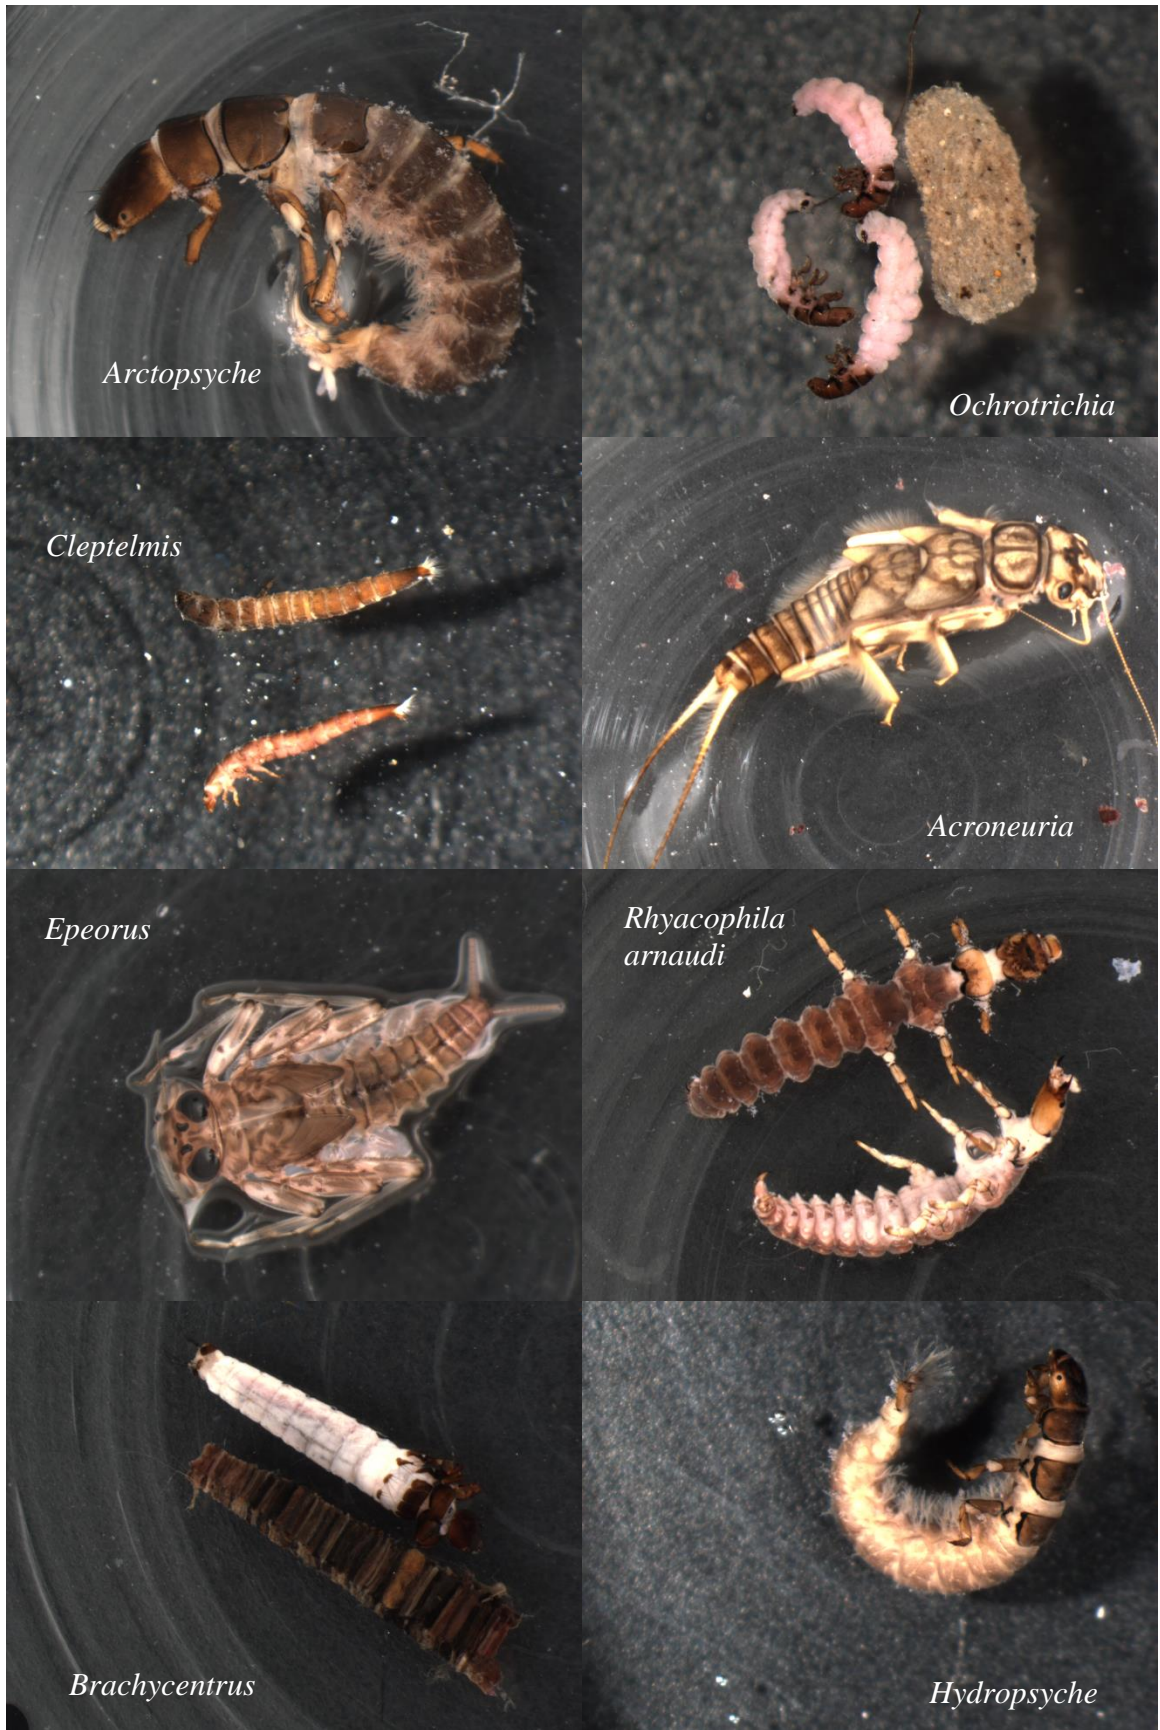 Arctopsyche
Ochrotrichia
Cleptelmis
Acroneuria
Epeorus
Rhyacophila
arnaudi
Brachycentrus
Hydropsyche